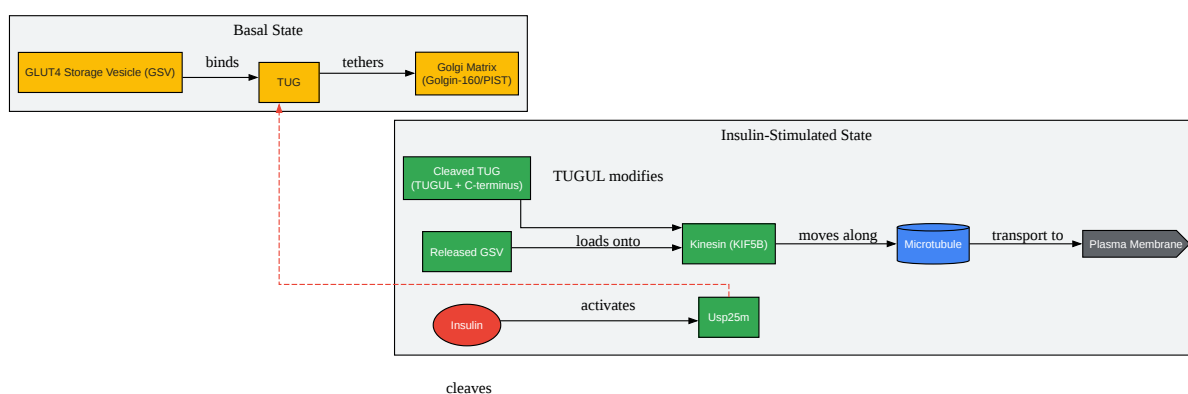 Basal State
GLUT4 Storage Vesicle (GSV)
binds
TUG
tethers
Golgi Matrix
(Golgin-160/PIST)
Insulin-Stimulated State
Cleaved TUG
(TUGUL + C-terminus)
TUGUL modifies
Released GSV
loads onto
Kinesin (KIF5B)
moves along
Microtubule
transport to
Plasma Membrane
Insulin
activates
Usp25m
cleaves